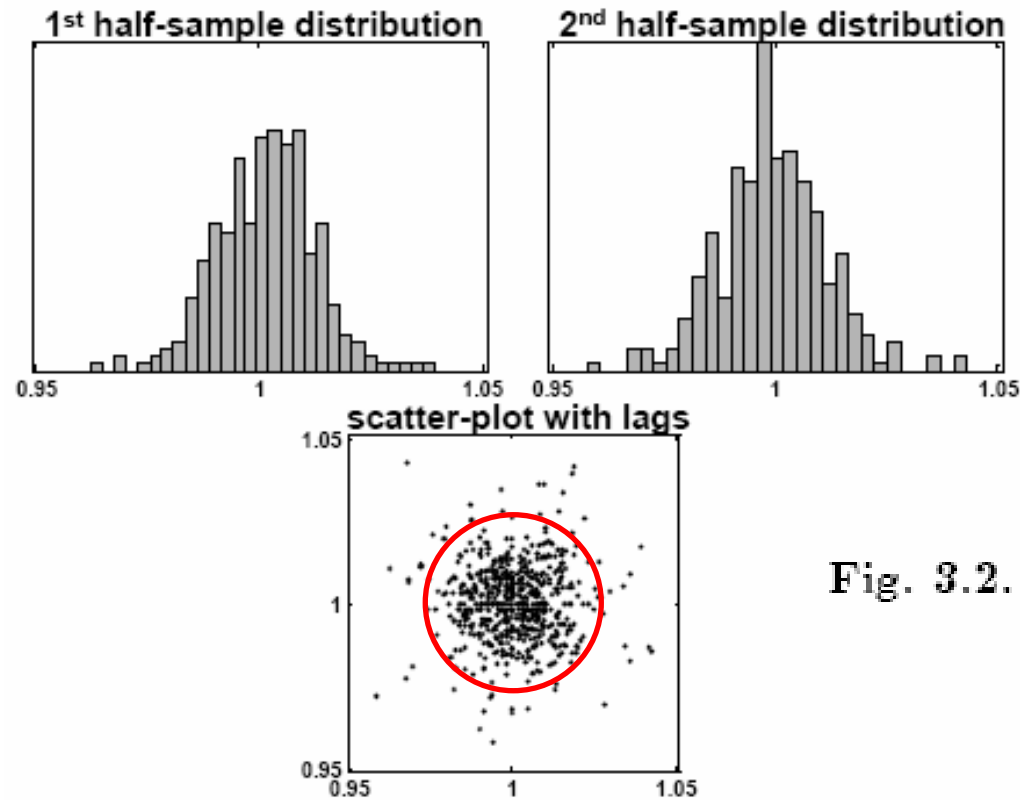 1st half-sample distribution
2nd half-sample distribution
0.95 1 1.05
0.95 1 1.05
scatter-plot with lags
1.05
1
0.95
0.95 1 1.05
Fig. 3.2.